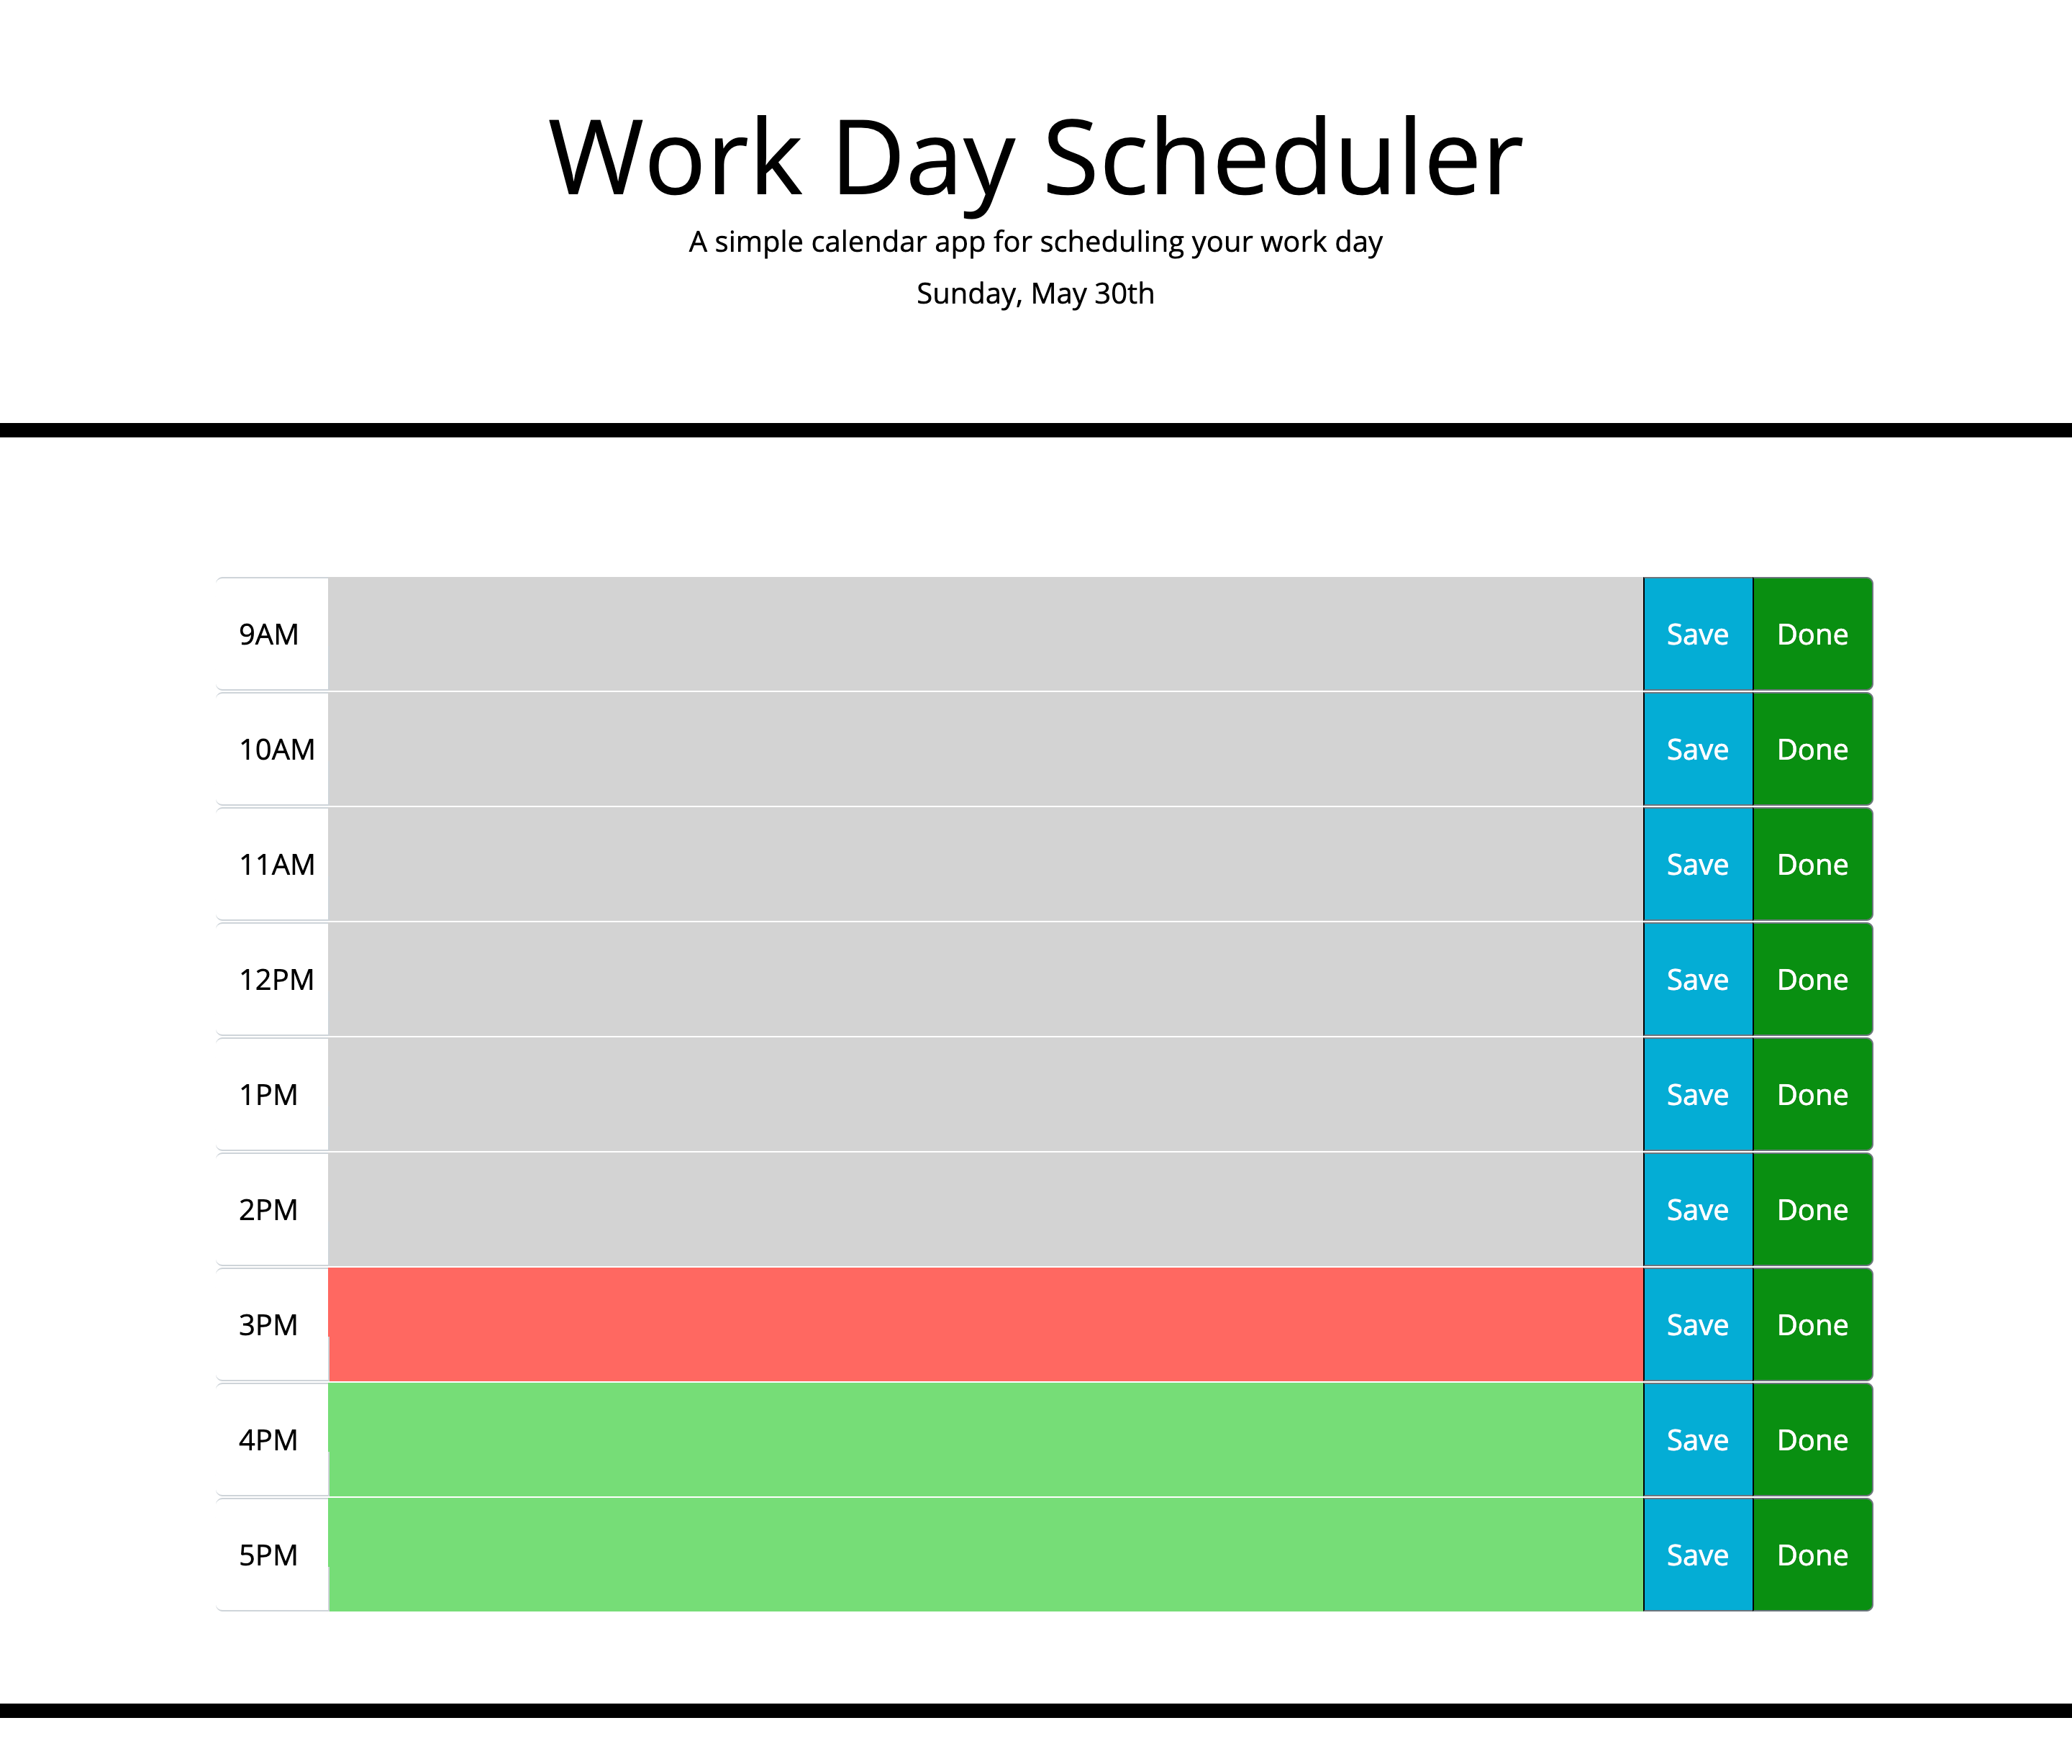 Work Day Scheduler
A simple calendar app for scheduling your work day
Sunday, May 30th
9AM Save Done
10AM Save Done
11AM Save Done
12PM Save Done
1PM Save Done
2PM Save Done
3PM Save Done
4PM Save Done
5PM Save Done